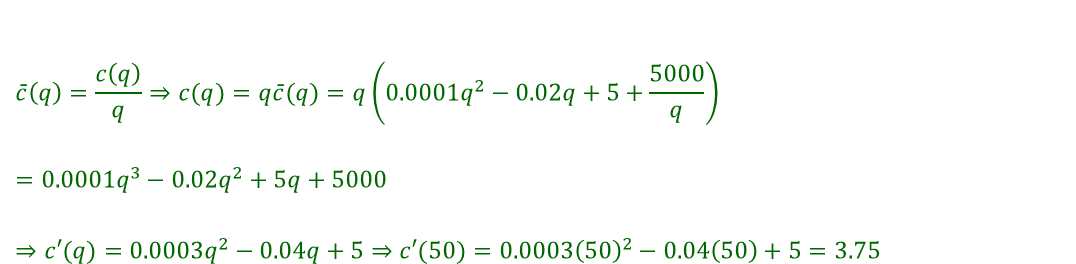 c̄(q) = c(q)/q ⇒ c(q) = qc̄(q) = q(0.0001q² − 0.02q + 5 + 5000/q)
= 0.0001q³ − 0.02q² + 5q + 5000
⇒ c′(q) = 0.0003q² − 0.04q + 5 ⇒ c′(50) = 0.0003(50)² − 0.04(50) + 5 = 3.75